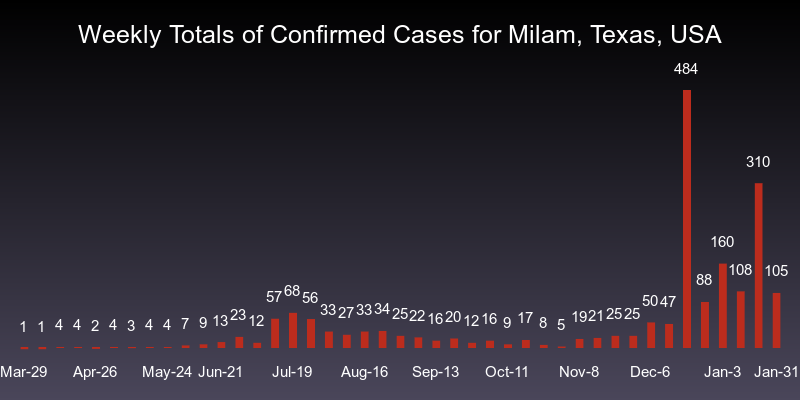 Weekly Totals of Confirmed Cases for Milam, Texas, USA
484
310
160
108
105
88
57 68 56
50 47
33 27 33 34 25 22 16 20 12 16 9 17 8 5 19 21 25 25
1 1 4 4 2 4 3 4 4 7 9 13 23 12
Mar-29 Apr-26 May-24 Jun-21 Jul-19 Aug-16 Sep-13 Oct-11 Nov-8 Dec-6 Jan-3 Jan-31